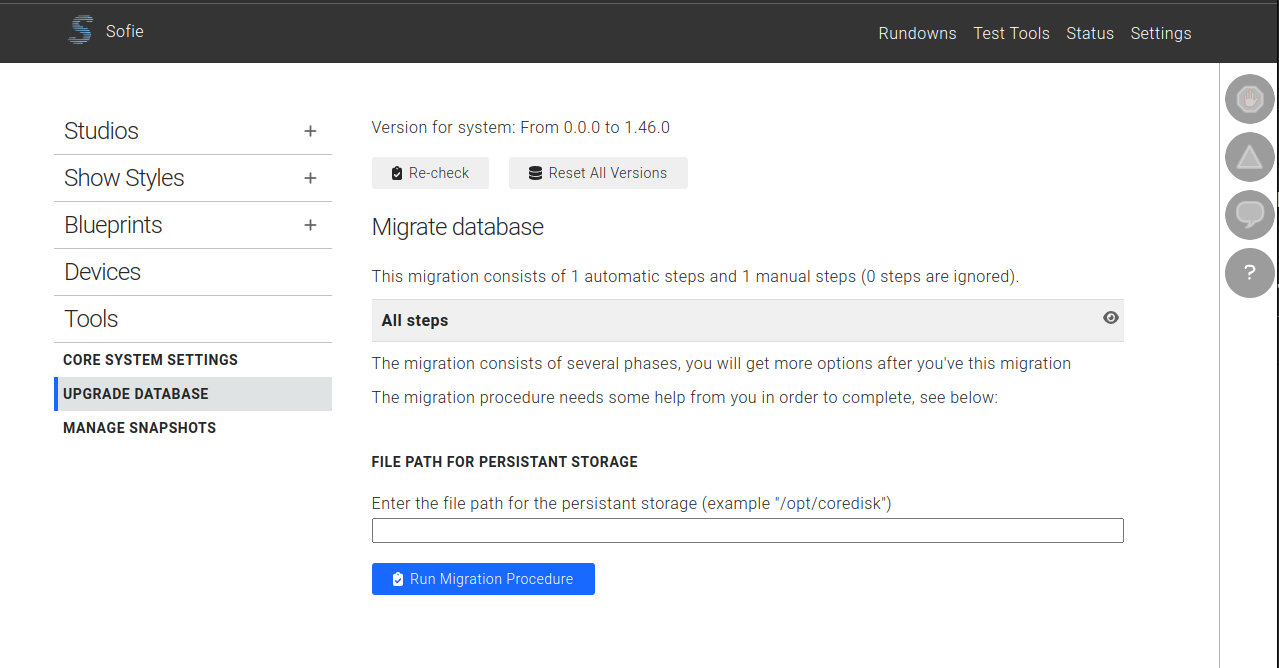 Sofie
Rundowns Test Tools Status Settings
Studios +
Show Styles +
Blueprints +
Devices
Tools
CORE SYSTEM SETTINGS
UPGRADE DATABASE
MANAGE SNAPSHOTS
Version for system: From 0.0.0 to 1.46.0
Re-check Reset All Versions
Migrate database
This migration consists of 1 automatic steps and 1 manual steps (0 steps are ignored).
All steps
The migration consists of several phases, you will get more options after you've this migration
The migration procedure needs some help from you in order to complete, see below:
FILE PATH FOR PERSISTANT STORAGE
Enter the file path for the persistant storage (example "/opt/coredisk")
Run Migration Procedure
?